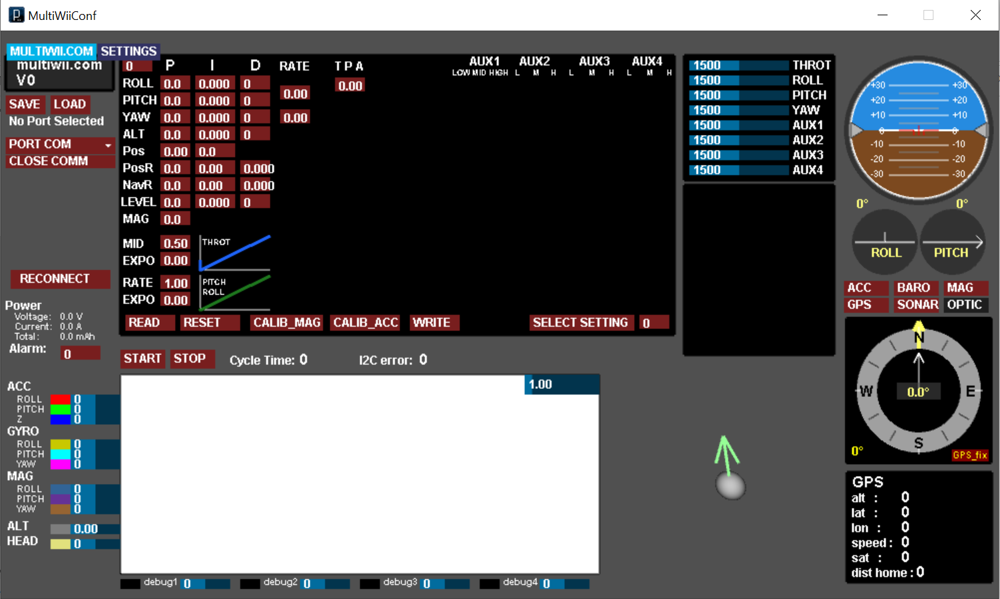 MultiWiiConf
MULTIWII.COM SETTINGS
multiwii.com
V0
SAVE LOAD
No Port Selected
PORT COM
CLOSE COMM
RECONNECT
Power
Voltage: 0.0 V
Current: 0.0 A
Total: 0.0 mAh
Alarm: 0
ACC
ROLL 0
PITCH 0
Z 0
GYRO
ROLL 0
PITCH 0
YAW 0
MAG
ROLL 0
PITCH 0
YAW 0
ALT 0.00
HEAD 0
0 P I D RATE T P A
ROLL 0.0 0.000 0 0.00
PITCH 0.0 0.000 0 0.00
YAW 0.0 0.000 0 0.00
ALT 0.0 0.000 0
Pos 0.00 0.0
PosR 0.0 0.00 0.000
NavR 0.0 0.00 0.000
LEVEL 0.0 0.000 0
MAG 0.0
MID 0.50 THROT
EXPO 0.00
RATE 1.00 PITCH
EXPO 0.00 ROLL
AUX1 AUX2 AUX3 AUX4
LOW MID HIGH L M H L M H L M H
READ RESET CALIB_MAG CALIB_ACC WRITE SELECT SETTING 0
START STOP Cycle Time: 0 I2C error: 0
1.00
debug1 0 debug2 0 debug3 0 debug4 0
1500 THROT
1500 ROLL
1500 PITCH
1500 YAW
1500 AUX1
1500 AUX2
1500 AUX3
1500 AUX4
+30 +30
+20 +20
+10 +10
0 0
-10 -10
-20 -20
-30 -30
0° 0°
ROLL PITCH
ACC BARO MAG
GPS SONAR OPTIC
N
W 0.0° E
S
0° GPS_fix
GPS
alt : 0
lat : 0
lon : 0
speed : 0
sat : 0
dist home : 0